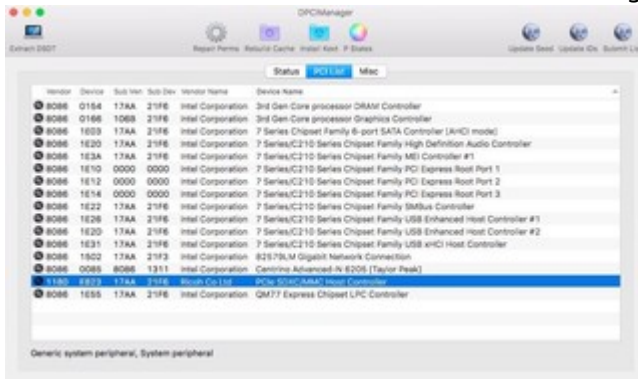 DPCIManager
Extract DSDT Repair Perms Rebuild Cache Install Kext P States Update Seed Update IDs Submit
Status PCI List Misc
Vendor Device Sub Ven Sub Dev Vendor Name Device Name
8086 0154 17AA 21F6 Intel Corporation 3rd Gen Core processor DRAM Controller
8086 0166 106B 21F6 Intel Corporation 3rd Gen Core processor Graphics Controller
8086 1E03 17AA 21F6 Intel Corporation 7 Series Chipset Family 6-port SATA Controller [AHCI mode]
8086 1E20 17AA 21F6 Intel Corporation 7 Series/C210 Series Chipset Family High Definition Audio Controller
8086 1E3A 17AA 21F6 Intel Corporation 7 Series/C210 Series Chipset Family MEI Controller #1
8086 1E10 0000 0000 Intel Corporation 7 Series/C210 Series Chipset Family PCI Express Root Port 1
8086 1E12 0000 0000 Intel Corporation 7 Series/C210 Series Chipset Family PCI Express Root Port 2
8086 1E14 0000 0000 Intel Corporation 7 Series/C210 Series Chipset Family PCI Express Root Port 3
8086 1E22 17AA 21F6 Intel Corporation 7 Series/C210 Series Chipset Family SMBus Controller
8086 1E26 17AA 21F6 Intel Corporation 7 Series/C210 Series Chipset Family USB Enhanced Host Controller #1
8086 1E2D 17AA 21F6 Intel Corporation 7 Series/C210 Series Chipset Family USB Enhanced Host Controller #2
8086 1E31 17AA 21F6 Intel Corporation 7 Series/C210 Series Chipset Family USB xHCI Host Controller
8086 1502 17AA 21F3 Intel Corporation 82579LM Gigabit Network Connection
8086 0085 8086 1311 Intel Corporation Centrino Advanced-N 6205 [Taylor Peak]
1180 E823 17AA 21F6 Ricoh Co Ltd PCIe SDXC/MMC Host Controller
8086 1E55 17AA 21F6 Intel Corporation QM77 Express Chipset LPC Controller
Generic system peripheral, System peripheral